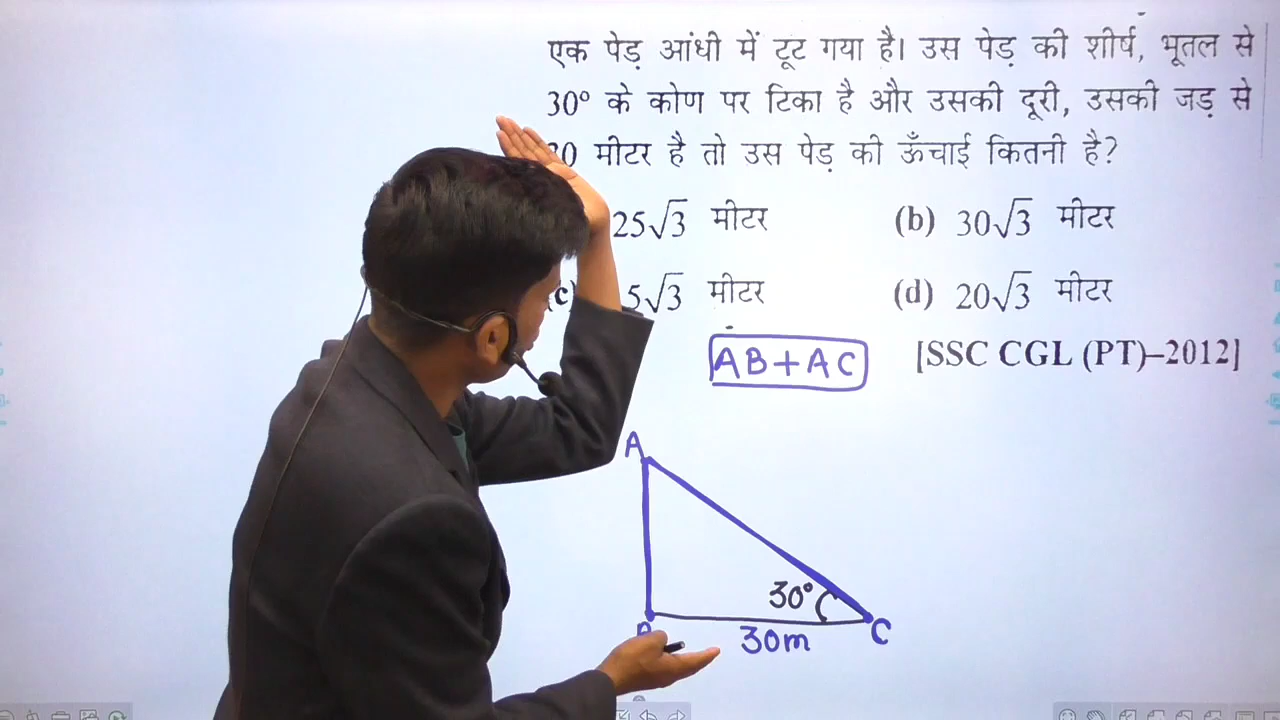 एक पेड़ आंधी में टूट गया है। उस पेड़ की शीर्ष, भूतल से
30° के कोण पर टिका है और उसकी दूरी, उसकी जड़ से
मीटर है तो उस पेड़ की ऊँचाई कितनी है?
25√3 मीटर (b) 30√3 मीटर
(c) 5√3 मीटर (d) 20√3 मीटर
AB+AC [SSC CGL (PT)–2012]
A
30°
30m C